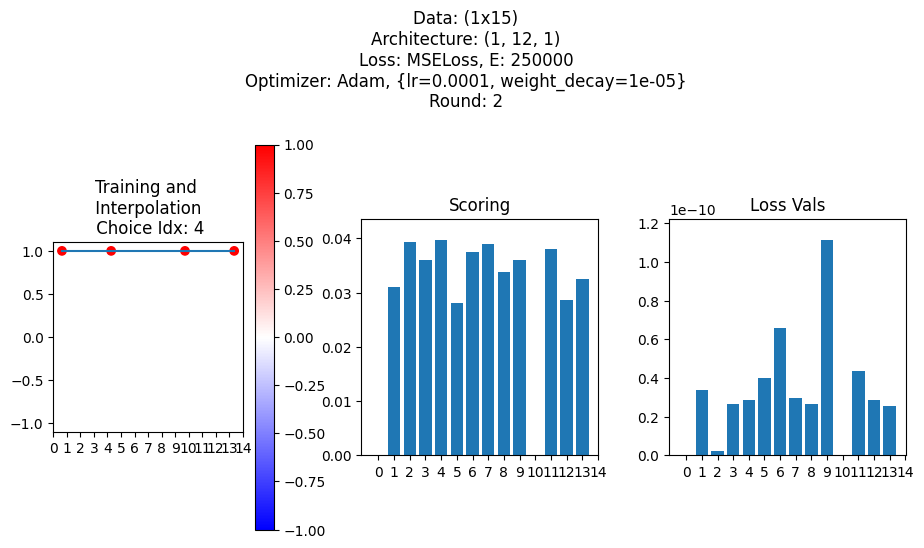 Data: (1x15)
Architecture: (1, 12, 1)
Loss: MSELoss, E: 250000
Optimizer: Adam, {lr=0.0001, weight_decay=1e-05}
Round: 2
Training and
Interpolation
Choice Idx: 4
1.0
0.5
0.0
−0.5
−1.0
0 1 2 3 4 5 6 7 8 9 10 11 12 13 14
1.00
0.75
0.50
0.25
0.00
−0.25
−0.50
−0.75
−1.00
Scoring
0.04
0.03
0.02
0.01
0.00
0 1 2 3 4 5 6 7 8 9 10 11 12 13 14
Loss Vals
1e−10
1.2
1.0
0.8
0.6
0.4
0.2
0.0
0 1 2 3 4 5 6 7 8 9 10 11 12 13 14